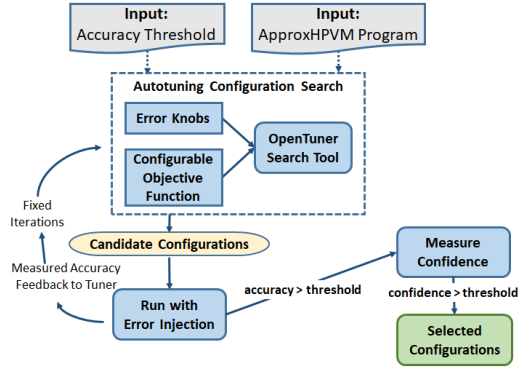 Input:
Accuracy Threshold
Input:
ApproxHPVM Program
Autotuning Configuration Search
Error Knobs
OpenTuner
Search Tool
Configurable
Objective
Function
Fixed
Iterations
Candidate Configurations
Measured Accuracy
Feedback to Tuner
Run with
Error Injection
accuracy > threshold
Measure
Confidence
confidence > threshold
Selected
Configurations